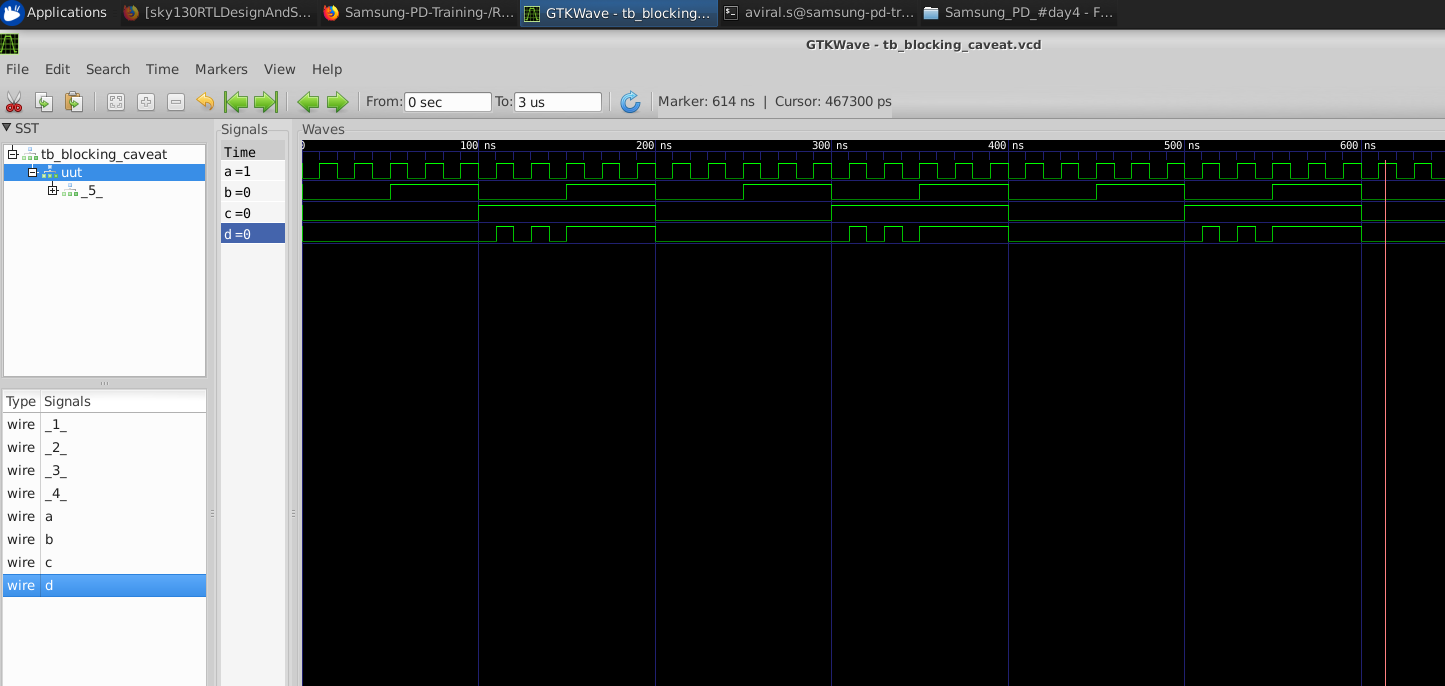 Applications [sky130RTLDesignAndS... Samsung-PD-Training-/R... GTKWave - tb_blocking... aviral.s@samsung-pd-tr... Samsung_PD_#day4 - F...
GTKWave - tb_blocking_caveat.vcd
File Edit Search Time Markers View Help
From: 0 sec To: 3 us Marker: 614 ns | Cursor: 467300 ps
SST
tb_blocking_caveat
uut
_5_
Type Signals
wire _1_
wire _2_
wire _3_
wire _4_
wire a
wire b
wire c
wire d
Signals
Time
a=1
b=0
c=0
d=0
Waves
0 100 ns 200 ns 300 ns 400 ns 500 ns 600 ns